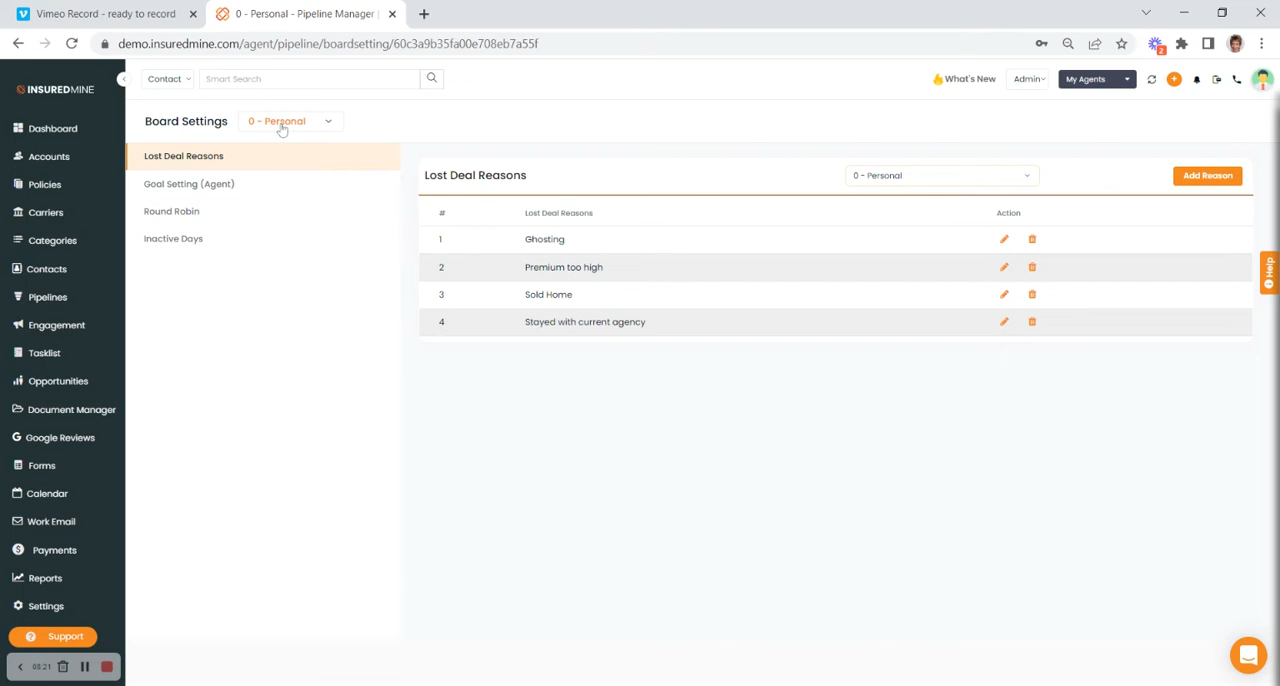 Vimeo Record - ready to record
0 - Personal - Pipeline Manager |
demo.insuredmine.com/agent/pipeline/boardsetting/60c3a9b35fa00e708eb7a55f
2
INSUREDMINE
Contact
Smart Search
What's New
Admin
My Agents
Board Settings
0 - Personal
Dashboard
Accounts
Policies
Carriers
Categories
Contacts
Pipelines
Engagement
Tasklist
Opportunities
Document Manager
Google Reviews
Forms
Calendar
Work Email
Payments
Reports
Settings
Support
08:21
Lost Deal Reasons
Goal Setting (Agent)
Round Robin
Inactive Days
Lost Deal Reasons
0 - Personal
Add Reason
# Lost Deal Reasons Action
1 Ghosting
2 Premium too high
3 Sold Home
4 Stayed with current agency
Help